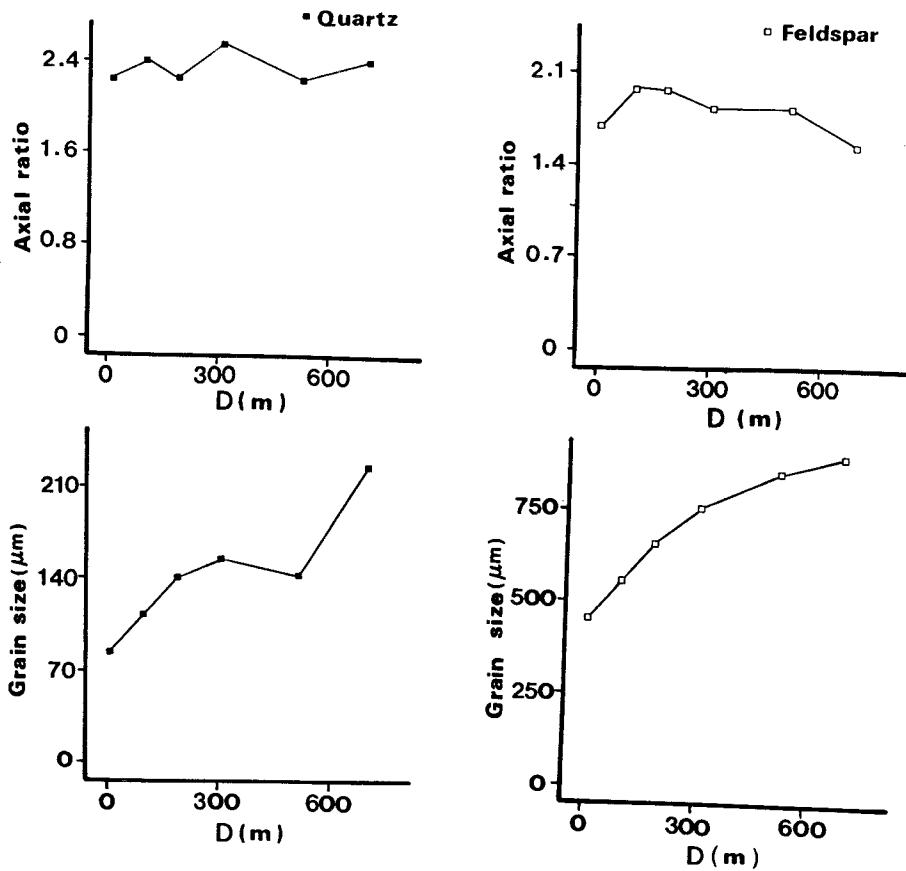 ■ Quartz
2.4
1.6
0.8
0
Axial ratio
0
300
600
D (m)
□ Feldspar
2.1
1.4
0.7
0
Axial ratio
0
300
600
D (m)
210
140
70
0
Grain size (μm)
0
300
600
D (m)
750
500
250
0
Grain size (μm)
0
300
600
D (m)